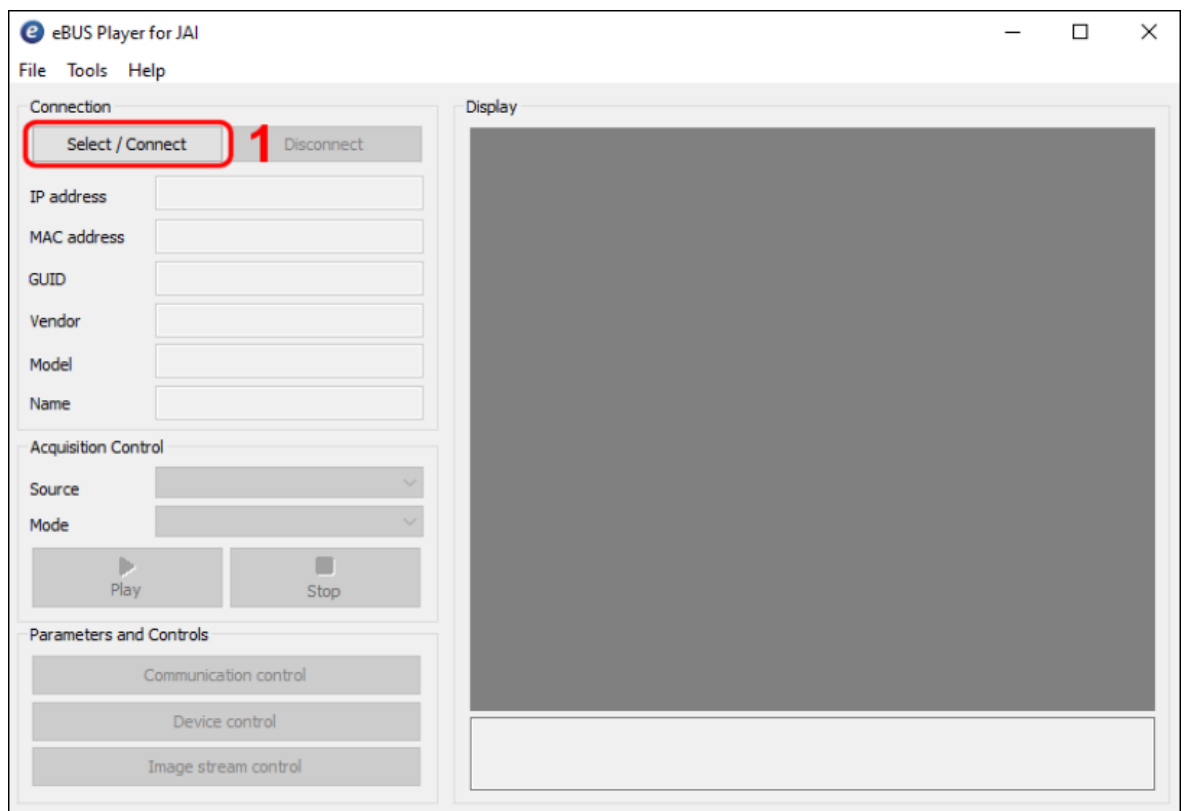 eBUS Player for JAI
File Tools Help
Connection
Select / Connect 1 Disconnect
IP address
MAC address
GUID
Vendor
Model
Name
Acquisition Control
Source
Mode
Play Stop
Parameters and Controls
Communication control
Device control
Image stream control
Display